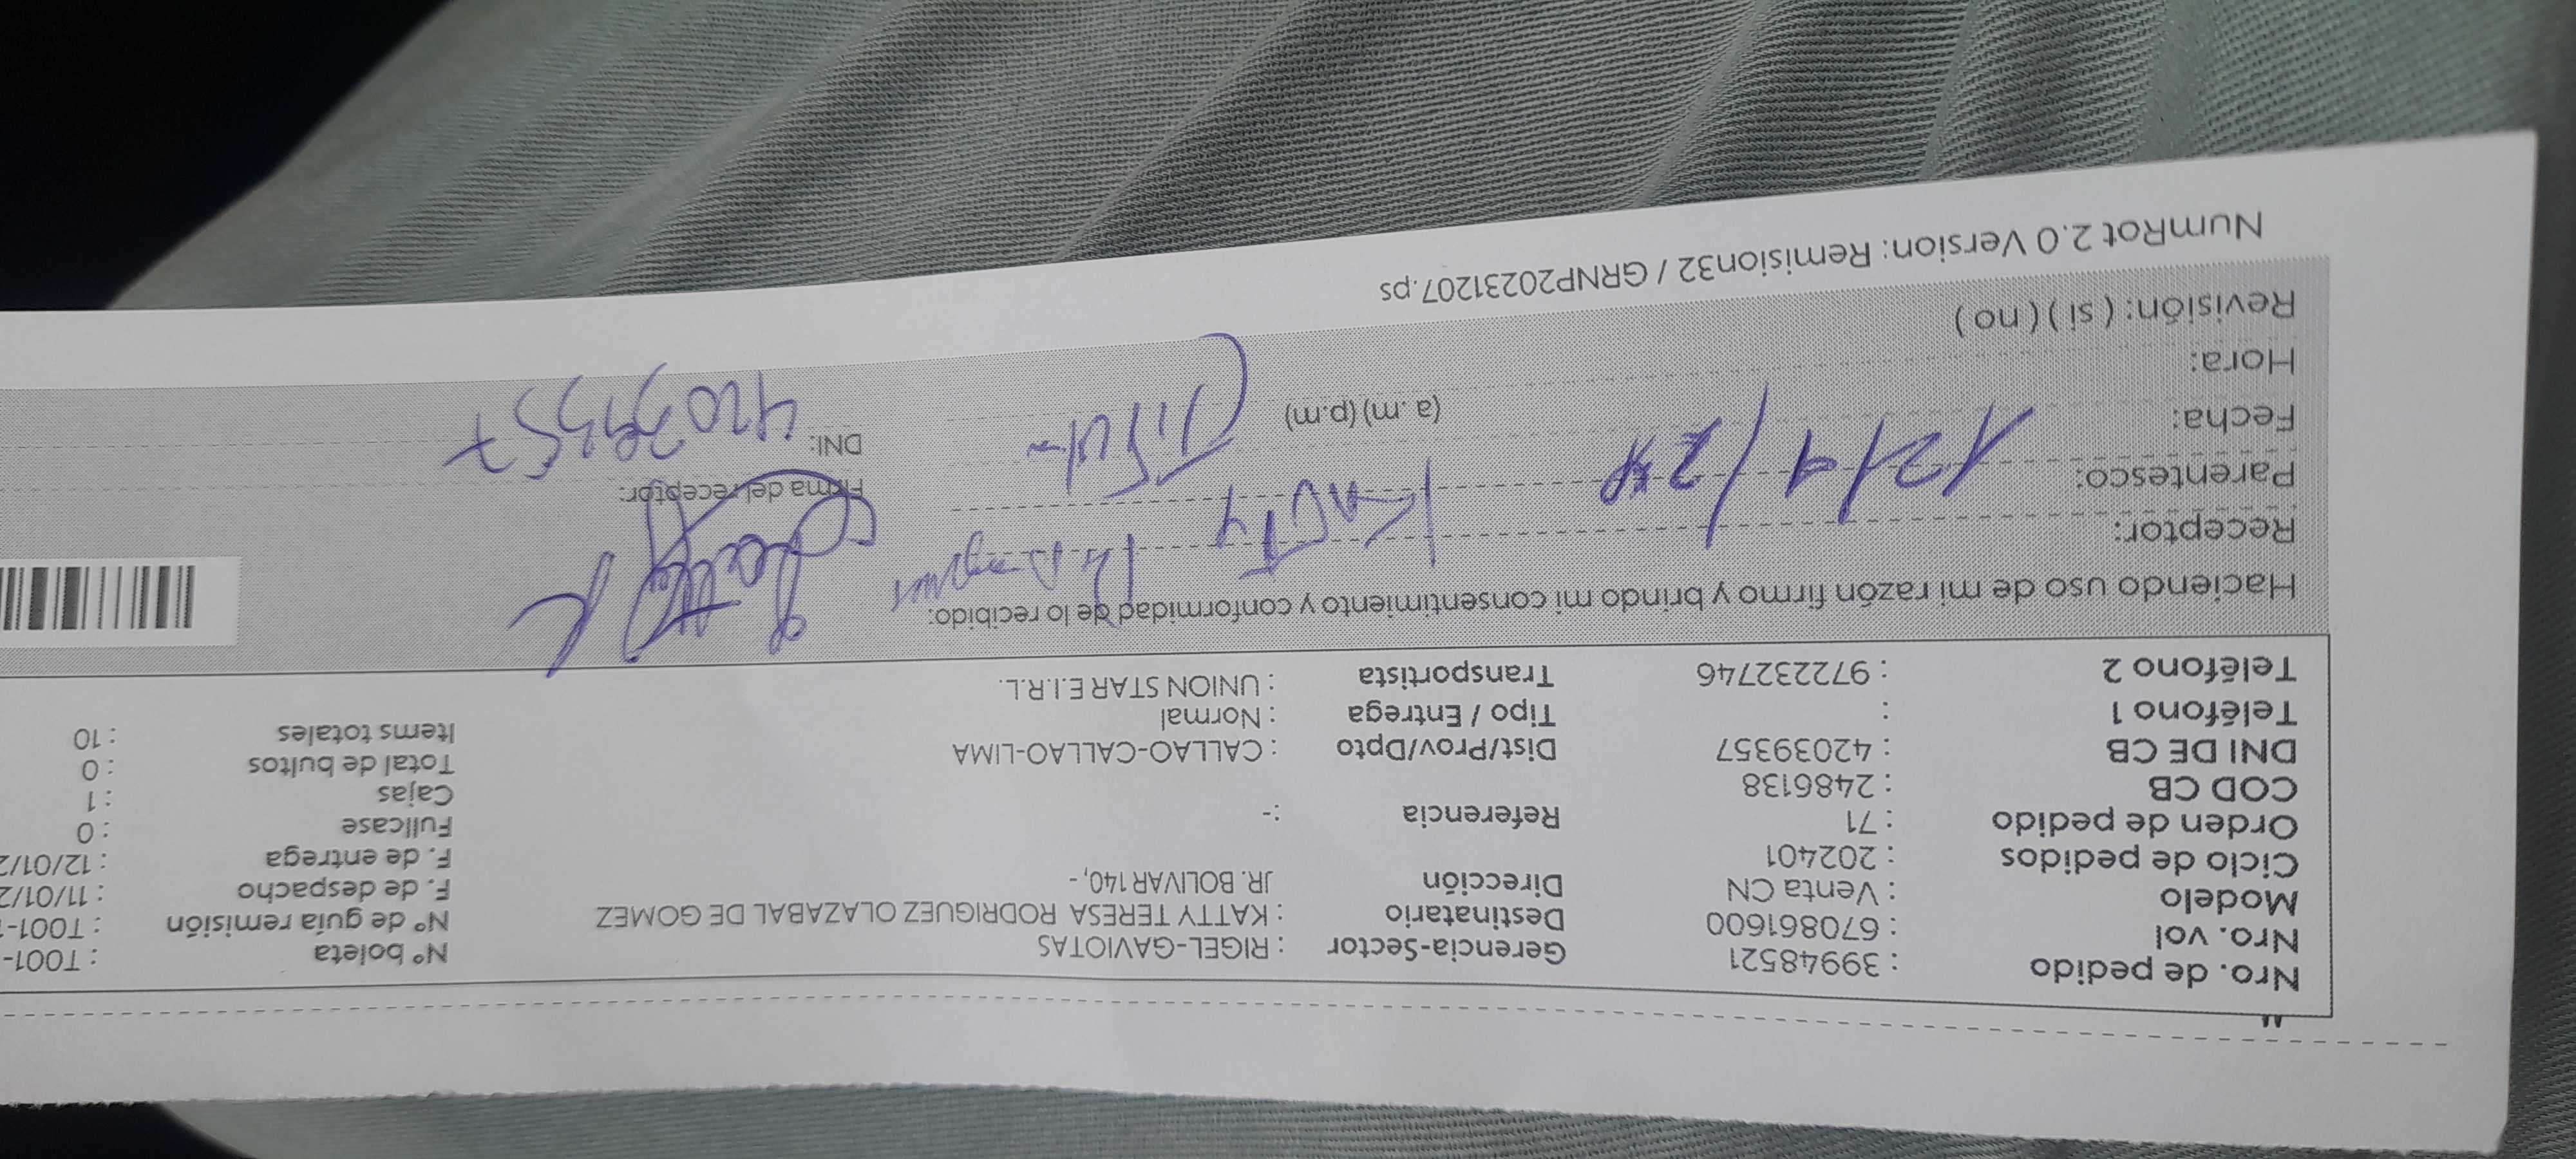 Nro. de pedido : 39948521 Gerencia-Sector : RIGEL-GAVIOTAS Nº boleta : T001-
Nro. vol : 670861600 Destinatario : KATTY TERESA RODRIGUEZ OLAZABAL DE GOMEZ Nº de guía remisión : T001-
Modelo : Venta CN Dirección JR. BOLIVAR 140, - F. de despacho : 11/01/2
Ciclo de pedidos : 202401 F. de entrega : 12/01/2
Orden de pedido : 71 Referencia :- Fullcase : 0
COD CB : 2486138 Cajas : 1
DNI DE CB : 42039357 Dist/Prov/Dpto : CALLAO-CALLAO-LIMA Total de bultos : 0
Teléfono 1 : Tipo / Entrega : Normal Items totales : 10
Teléfono 2 : 972232746 Transportista : UNION STAR E.I.R.L.
Haciendo uso de mi razón firmo y brindo mi consentimiento y conformidad de lo recibido:
Receptor: Katty
Parentesco: Firma del receptor:
Fecha: 12/1/24 DNI: 42039357
Hora: (a. m) (p.m)
Revisión: ( si ) ( no )
NumRot 2.0 Version: Remision32 / GRNP20231207.ps